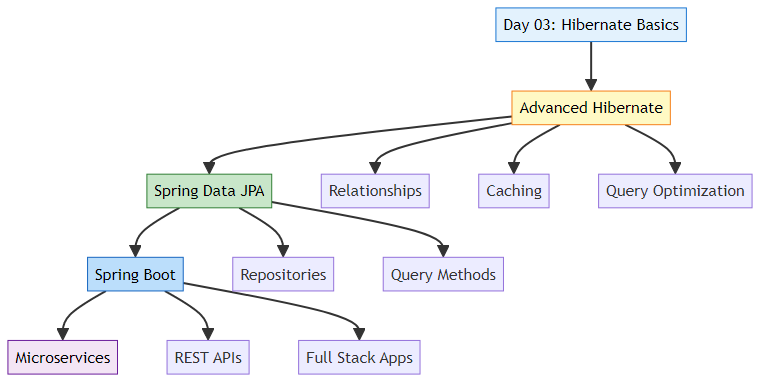 Day 03: Hibernate Basics
Advanced Hibernate
Spring Data JPA
Relationships
Caching
Query Optimization
Spring Boot
Repositories
Query Methods
Microservices
REST APIs
Full Stack Apps